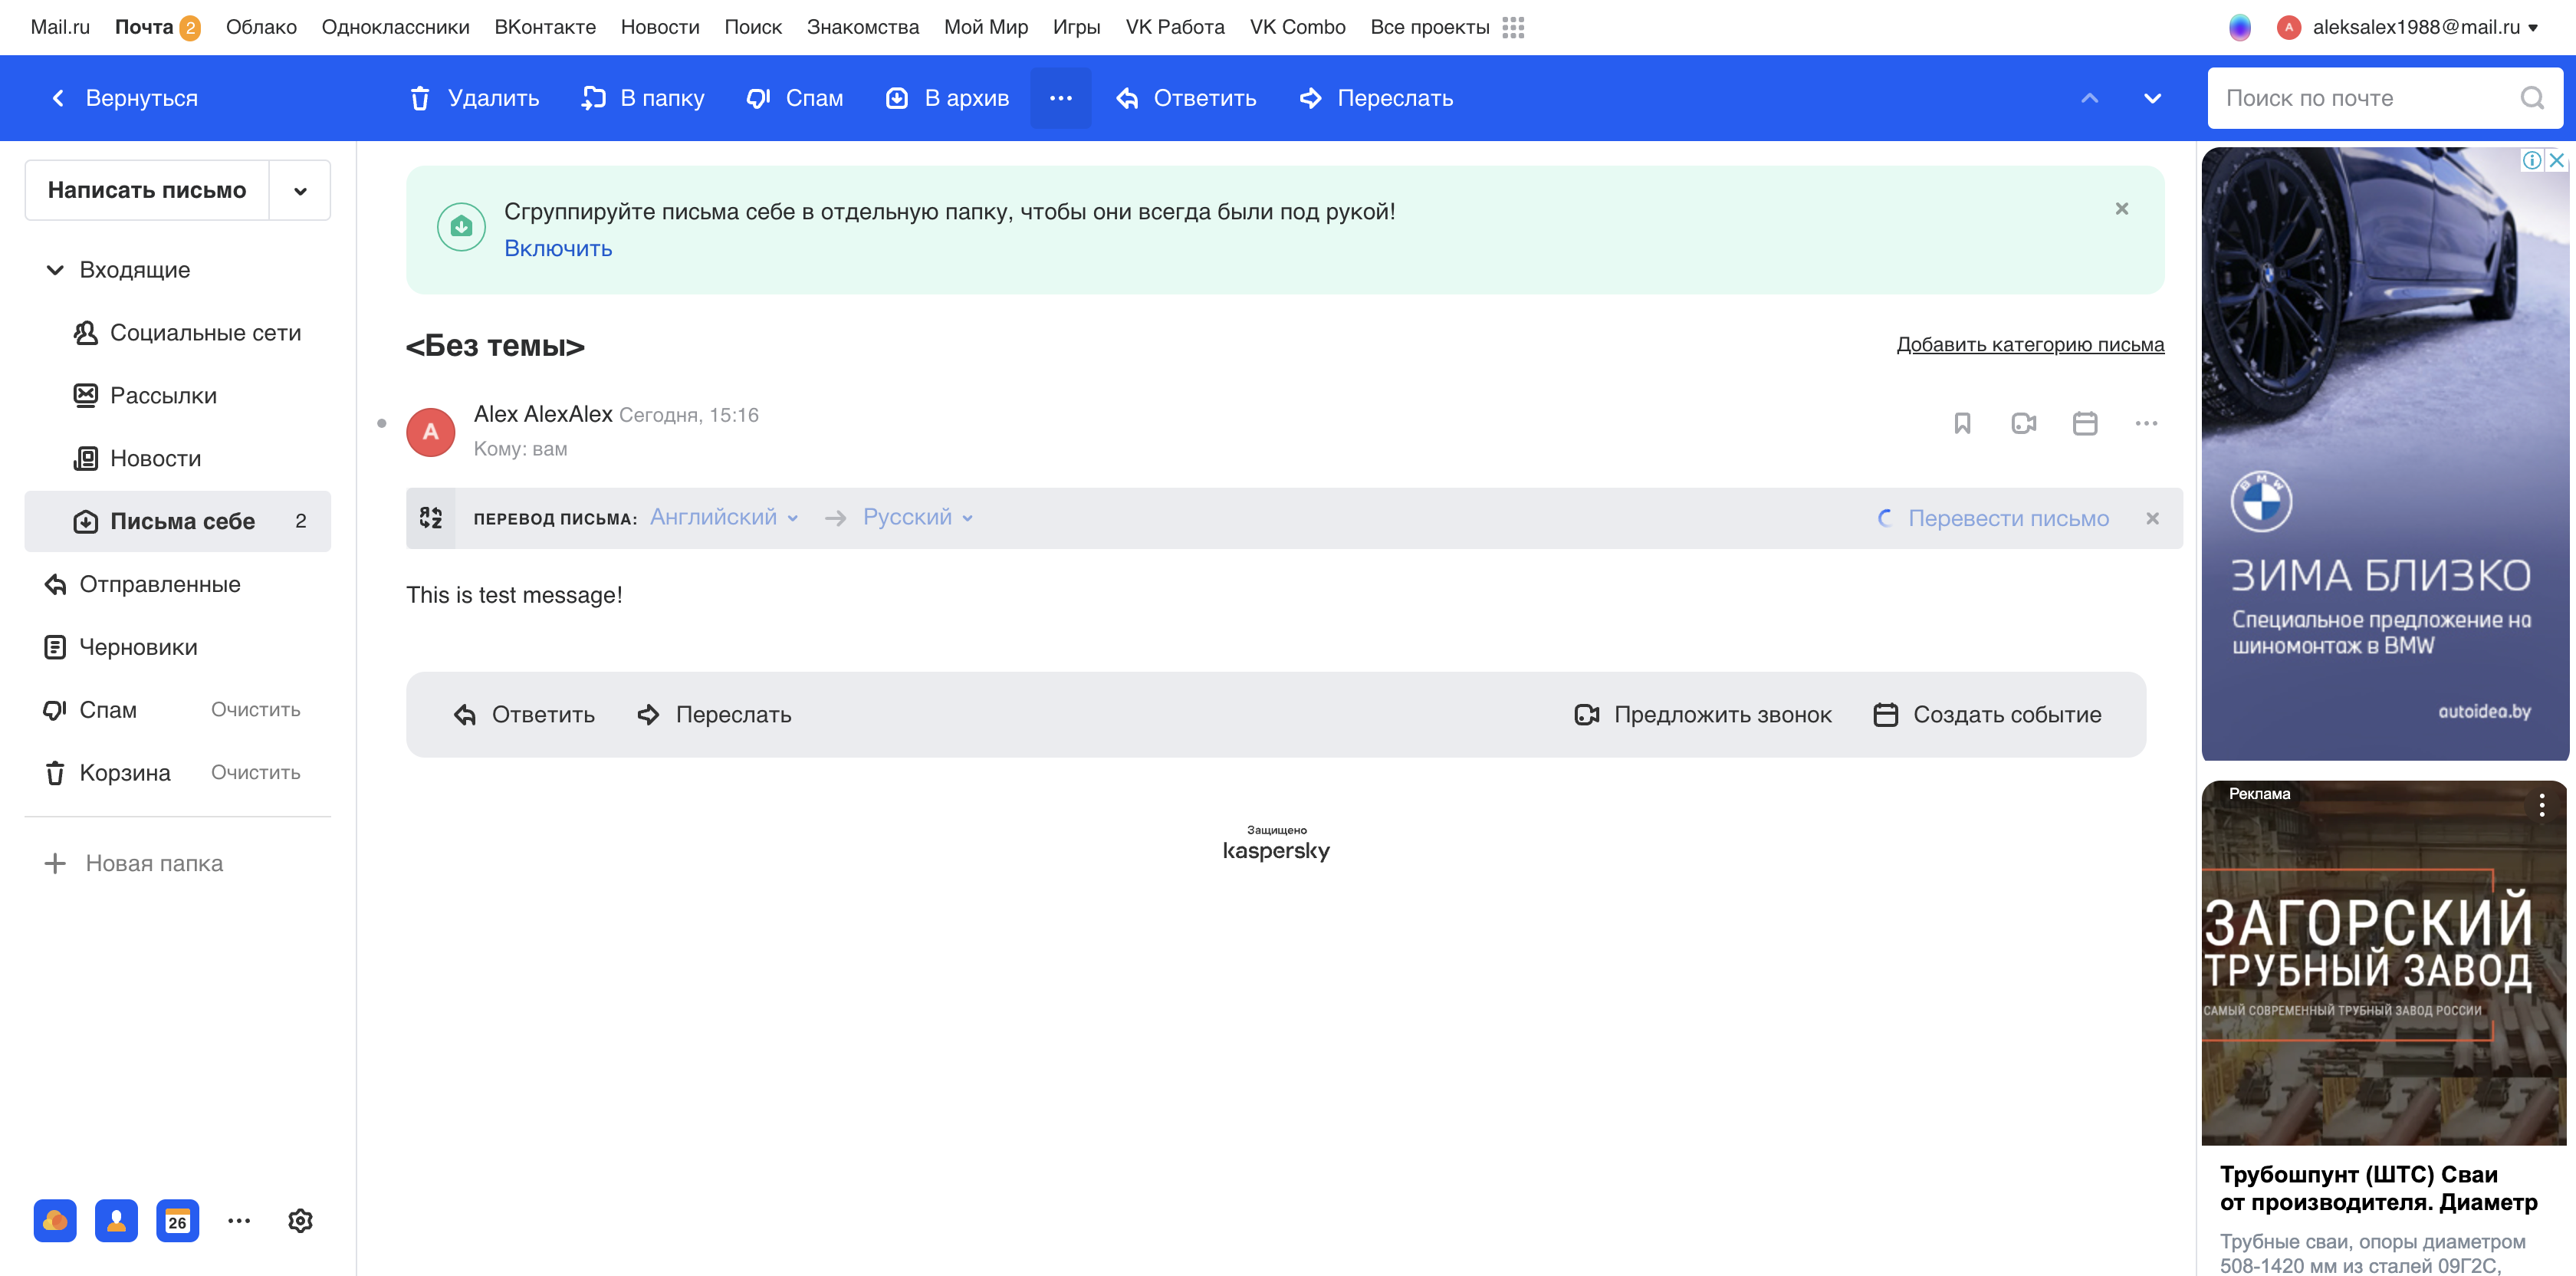 Mail.ru Почта 2 Облако Одноклассники ВКонтакте Новости Поиск Знакомства Мой Мир Игры VK Работа VK Combo Все проекты A aleksalex1988@mail.ru
Вернуться Удалить В папку Спам В архив Ответить Переслать Поиск по почте
Написать письмо
Входящие
Социальные сети
Рассылки
Новости
Письма себе 2
Отправленные
Черновики
Спам Очистить
Корзина Очистить
Новая папка
26
Сгруппируйте письма себе в отдельную папку, чтобы они всегда были под рукой!
Включить
<Без темы> Добавить категорию письма
A Alex AlexAlex Сегодня, 15:16
Кому: вам
ПЕРЕВОД ПИСЬМА: Английский Русский Перевести письмо
This is test message!
Ответить Переслать Предложить звонок Создать событие
Защищено
kaspersky
BMW
ЗИМА БЛИЗКО
Специальное предложение на
шиномонтаж в BMW
autoidea.by
Реклама
ЗАГОРСКИЙ
ТРУБНЫЙ ЗАВОД
САМЫЙ СОВРЕМЕННЫЙ ТРУБНЫЙ ЗАВОД РОССИИ
Трубошпунт (ШТС) Сваи
от производителя. Диаметр
Трубные сваи, опоры диаметром
508-1420 мм из сталей 09Г2С,